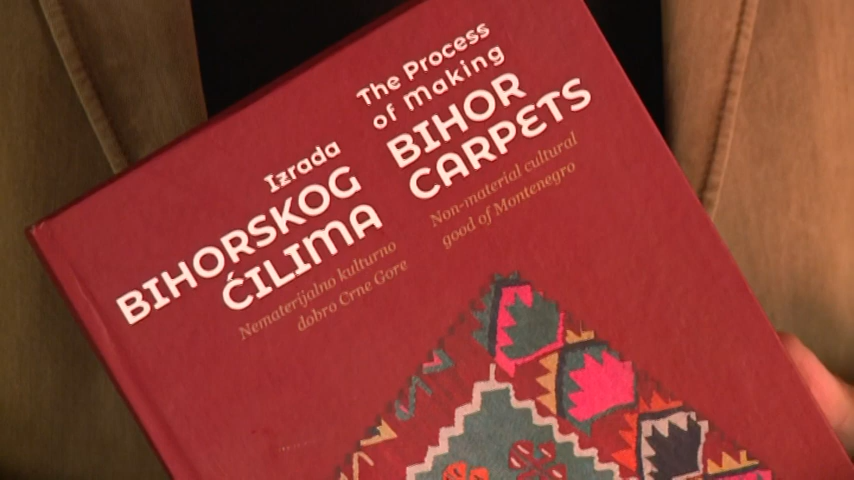 Izrada
BIHORSKOG
ĆILIMA
Nematerijalno kulturno
dobro Crne Gore
The Process
of making
BIHOR
CARPETS
Non-material cultural
good of Montenegro